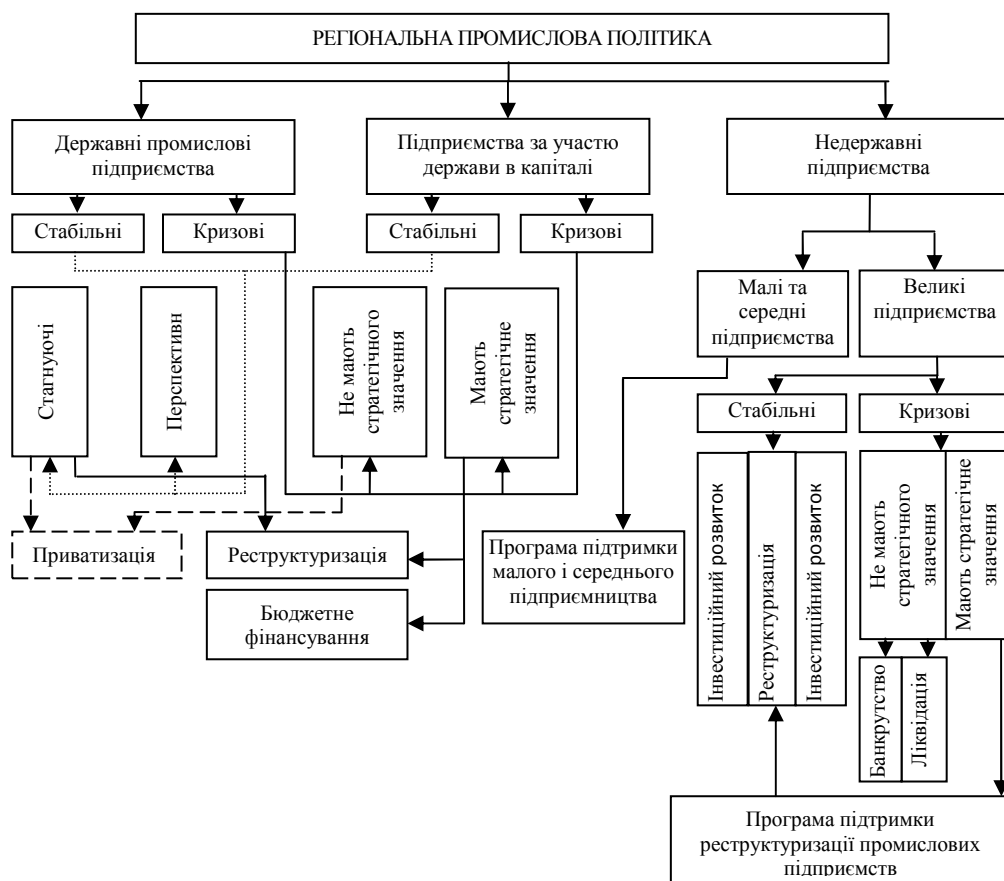 РЕГІОНАЛЬНА ПРОМИСЛОВА ПОЛІТИКА
Державні промислові
підприємства
Підприємства за участю
держави в капіталі
Недержавні
підприємства
Стабільні
Кризові
Стабільні
Кризові
Малі та
середні
підприємства
Великі
підприємства
Стагнуючі
Перспективн
Не мають
стратегічного
значення
Мають
стратегічне
значення
Стабільні
Кризові
Приватизація
Реструктуризація
Бюджетне
фінансування
Програма підтримки
малого і середнього
підприємництва
Інвестиційний розвиток
Реструктуризація
Інвестиційний розвиток
Не мають
стратегічного
значення
Мають стратегічне
значення
Банкрутство
Ліквідація
Програма підтримки
реструктуризації промислових
підприємств